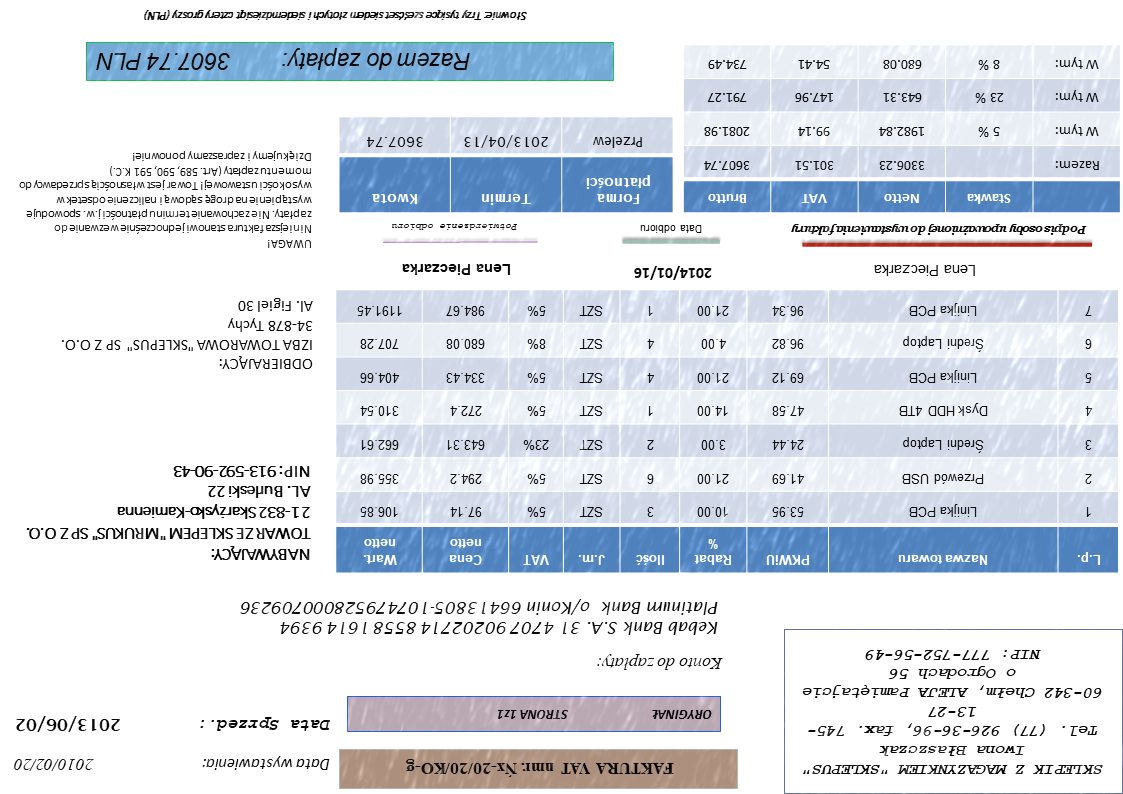 SKLEPIK Z MAGAZYNKIEM "SKLEPUS"
Iwona Błaszczak
Tel. (77) 926-36-96, fax. 745-
13-27
60-342 Chełm, ALEJA Pamiętajcie
o Ogrodach 56
NIP: 777-752-56-49
FAKTURA VAT nmr. Nx-20/20/KO-g
Data wystawienia: 2010/02/20
ORYGINAŁ STRONA 1z1
Data Sprzed.: 2013/06/02
Konto do zapłaty:
Kebab Bank S.A. 31 4707 9020 2714 8558 1614 9394
Platinum Bank o/Konin 66413805-1074795280007 09236
L.p. Nazwa towaru PKWiU Rabat % Ilość J.m. VAT Cena netto Wart. netto
1 Linijka PCB 53.95 10.00 3 SZT 5% 97.14 106.85
2 Przewód USB 41.69 21.00 6 SZT 5% 294.2 355.98
3 Średni Laptop 24.44 3.00 2 SZT 23% 643.31 662.61
4 Dysk HDD 4TB 47.58 14.00 1 SZT 5% 272.4 310.54
5 Linijka PCB 69.12 21.00 4 SZT 5% 334.43 404.66
6 Średni Laptop 96.82 4.00 4 SZT 8% 680.08 707.28
7 Linijka PCB 96.34 21.00 1 SZT 5% 984.67 1191.45
NABYWAJĄCY:
TOWAR ZE SKLEPEM "MRUKUS" SP Z O.O.
21-832 Skarżysko-Kamienna
AL. Burleski 22
NIP: 913-592-90-43
ODBIERAJĄCY:
IZBA TOWAROWA "SKLEPUS" SP Z O.O.
34-878 Tychy
Al. Figiel 30
Lena Pieczarka
2014/01/16
Lena Pieczarka
Podpis osoby upoważnionej do wystawienia faktury
Data odbioru
Potwierdzenie odbioru
UWAGA!
Niniejsza faktura stanowi jednocześnie wezwanie do
zapłaty. Nie zachowanie terminu płatności j.w. spowoduje
wystąpienie na drogę sądową i naliczenie odsetek w
wysokości ustawowej! Towar jest własnością sprzedawcy do
momentu zapłaty (Art. 589, 590, 591 K.C.)
Dziękujemy i zapraszamy ponownie!
Stawka Netto VAT Brutto
Razem: 3306.23 301.51 3607.74
W tym: 5 % 1982.84 99.14 2081.98
W tym: 23 % 643.31 147.96 791.27
W tym: 8 % 680.08 54.41 734.49
Forma płatności Termin Kwota
Przelew 2013/04/13 3607.74
Razem do zapłaty: 3607.74 PLN
Słownie: Trzy tysiące sześćset siedem złotych i siedemdziesiąt cztery groszy (PLN)